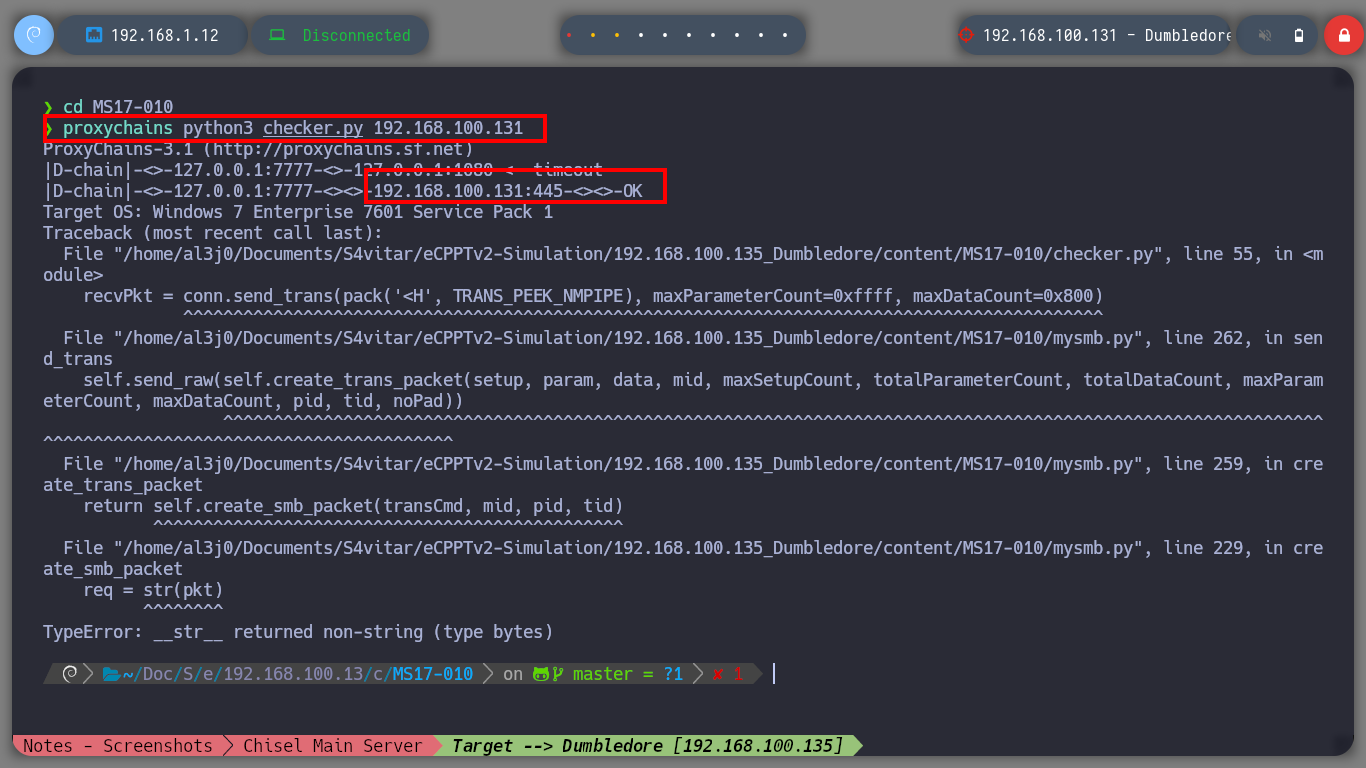 192.168.1.12
Disconnected
192.168.100.131 - Dumbledore
❯ cd MS17-010
❯ proxychains python3 checker.py 192.168.100.131
ProxyChains-3.1 (http://proxychains.sf.net)
|D-chain|-<>-127.0.0.1:7777-<>-127.0.0.1:1080-<--timeout
|D-chain|-<>-127.0.0.1:7777-<><>-192.168.100.131:445-<><>-OK
Target OS: Windows 7 Enterprise 7601 Service Pack 1
Traceback (most recent call last):
  File "/home/al3j0/Documents/S4vitar/eCPPTv2-Simulation/192.168.100.135_Dumbledore/content/MS17-010/checker.py", line 55, in <m
odule>
    recvPkt = conn.send_trans(pack('<H', TRANS_PEEK_NMPIPE), maxParameterCount=0xffff, maxDataCount=0x800)
              ^^^^^^^^^^^^^^^^^^^^^^^^^^^^^^^^^^^^^^^^^^^^^^^^^^^^^^^^^^^^^^^^^^^^^^^^^^^^^^^^^^^^^^^^^^^^
  File "/home/al3j0/Documents/S4vitar/eCPPTv2-Simulation/192.168.100.135_Dumbledore/content/MS17-010/mysmb.py", line 262, in sen
d_trans
    self.send_raw(self.create_trans_packet(setup, param, data, mid, maxSetupCount, totalParameterCount, totalDataCount, maxParam
eterCount, maxDataCount, pid, tid, noPad))
                  ^^^^^^^^^^^^^^^^^^^^^^^^^^^^^^^^^^^^^^^^^^^^^^^^^^^^^^^^^^^^^^^^^^^^^^^^^^^^^^^^^^^^^^^^^^^^^^^^^^^^^^^^^^^^^^
^^^^^^^^^^^^^^^^^^^^^^^^^^^^^^^^^^^^^^^^^
  File "/home/al3j0/Documents/S4vitar/eCPPTv2-Simulation/192.168.100.135_Dumbledore/content/MS17-010/mysmb.py", line 259, in cre
ate_trans_packet
    return self.create_smb_packet(transCmd, mid, pid, tid)
           ^^^^^^^^^^^^^^^^^^^^^^^^^^^^^^^^^^^^^^^^^^^^^^^
  File "/home/al3j0/Documents/S4vitar/eCPPTv2-Simulation/192.168.100.135_Dumbledore/content/MS17-010/mysmb.py", line 229, in cre
ate_smb_packet
    req = str(pkt)
          ^^^^^^^^
TypeError: __str__ returned non-string (type bytes)
~/Doc/S/e/192.168.100.13/c/MS17-010 on master = ?1 ✘ 1
Notes - Screenshots Chisel Main Server Target --> Dumbledore [192.168.100.135]